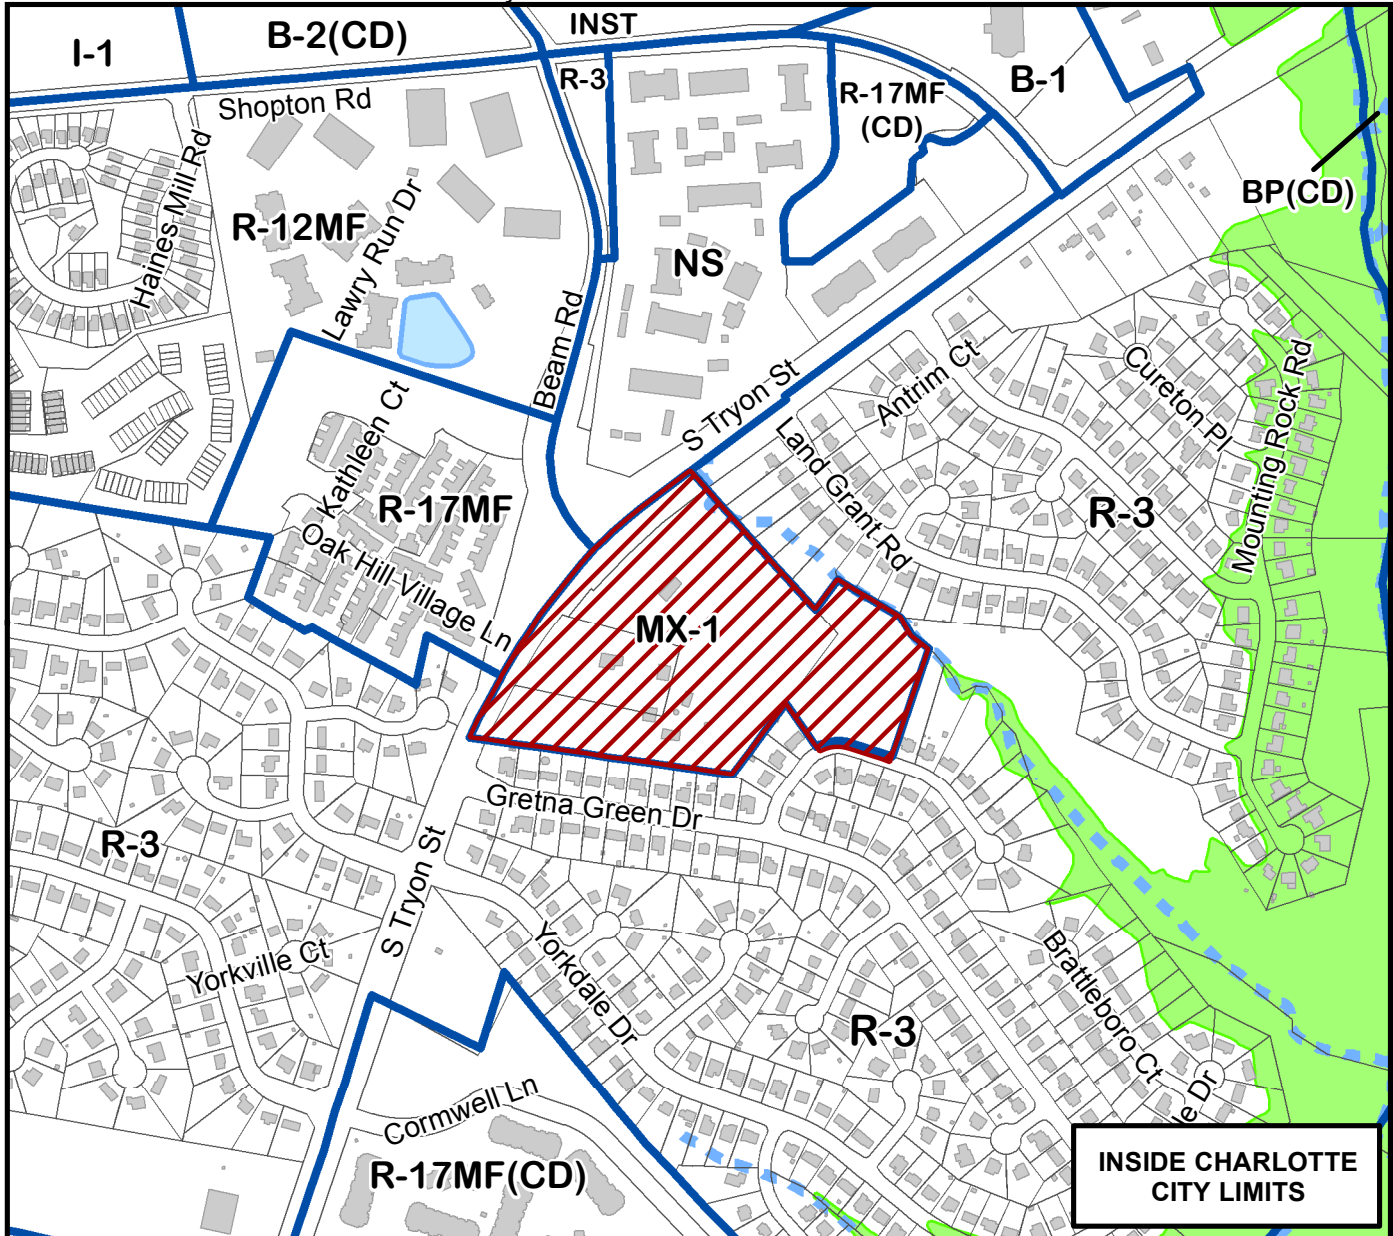 INST
B-2(CD)
I-1
R-3
B-1
Shopton Rd
R-17MF
(CD)
Haines Mill Rd
BP(CD)
R-12MF
Lawry Run Dr
NS
Beam Rd
S Tryon St
Antrim Ct
Cureton Pl
Mounting Rock Rd
Land Grant Rd
Kathleen Ct
R-17MF
R-3
Oak Hill Village Ln
MX-1
Gretna Green Dr
R-3
S Tryon St
Yorkville Ct
Yorkdale Dr
Brattleboro Ct
R-3
le Dr
Cormwell Ln
R-17MF(CD)
INSIDE CHARLOTTE
CITY LIMITS